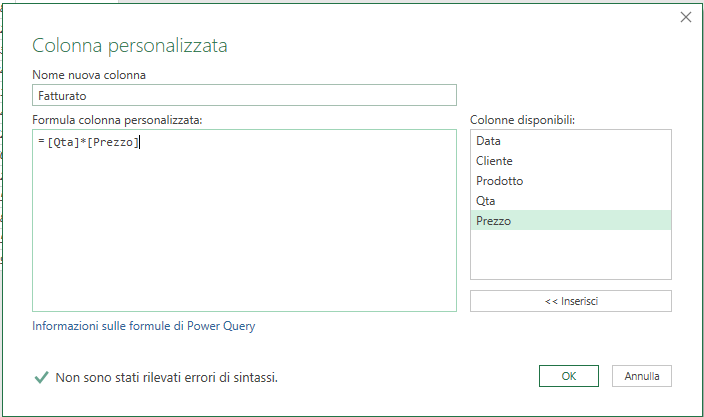 Colonna personalizzata
Nome nuova colonna
Fatturato
Formula colonna personalizzata:
= [Qta]*[Prezzo]
Colonne disponibili:
Data
Cliente
Prodotto
Qta
Prezzo
<< Inserisci
Informazioni sulle formule di Power Query
Non sono stati rilevati errori di sintassi.
OK
Annulla